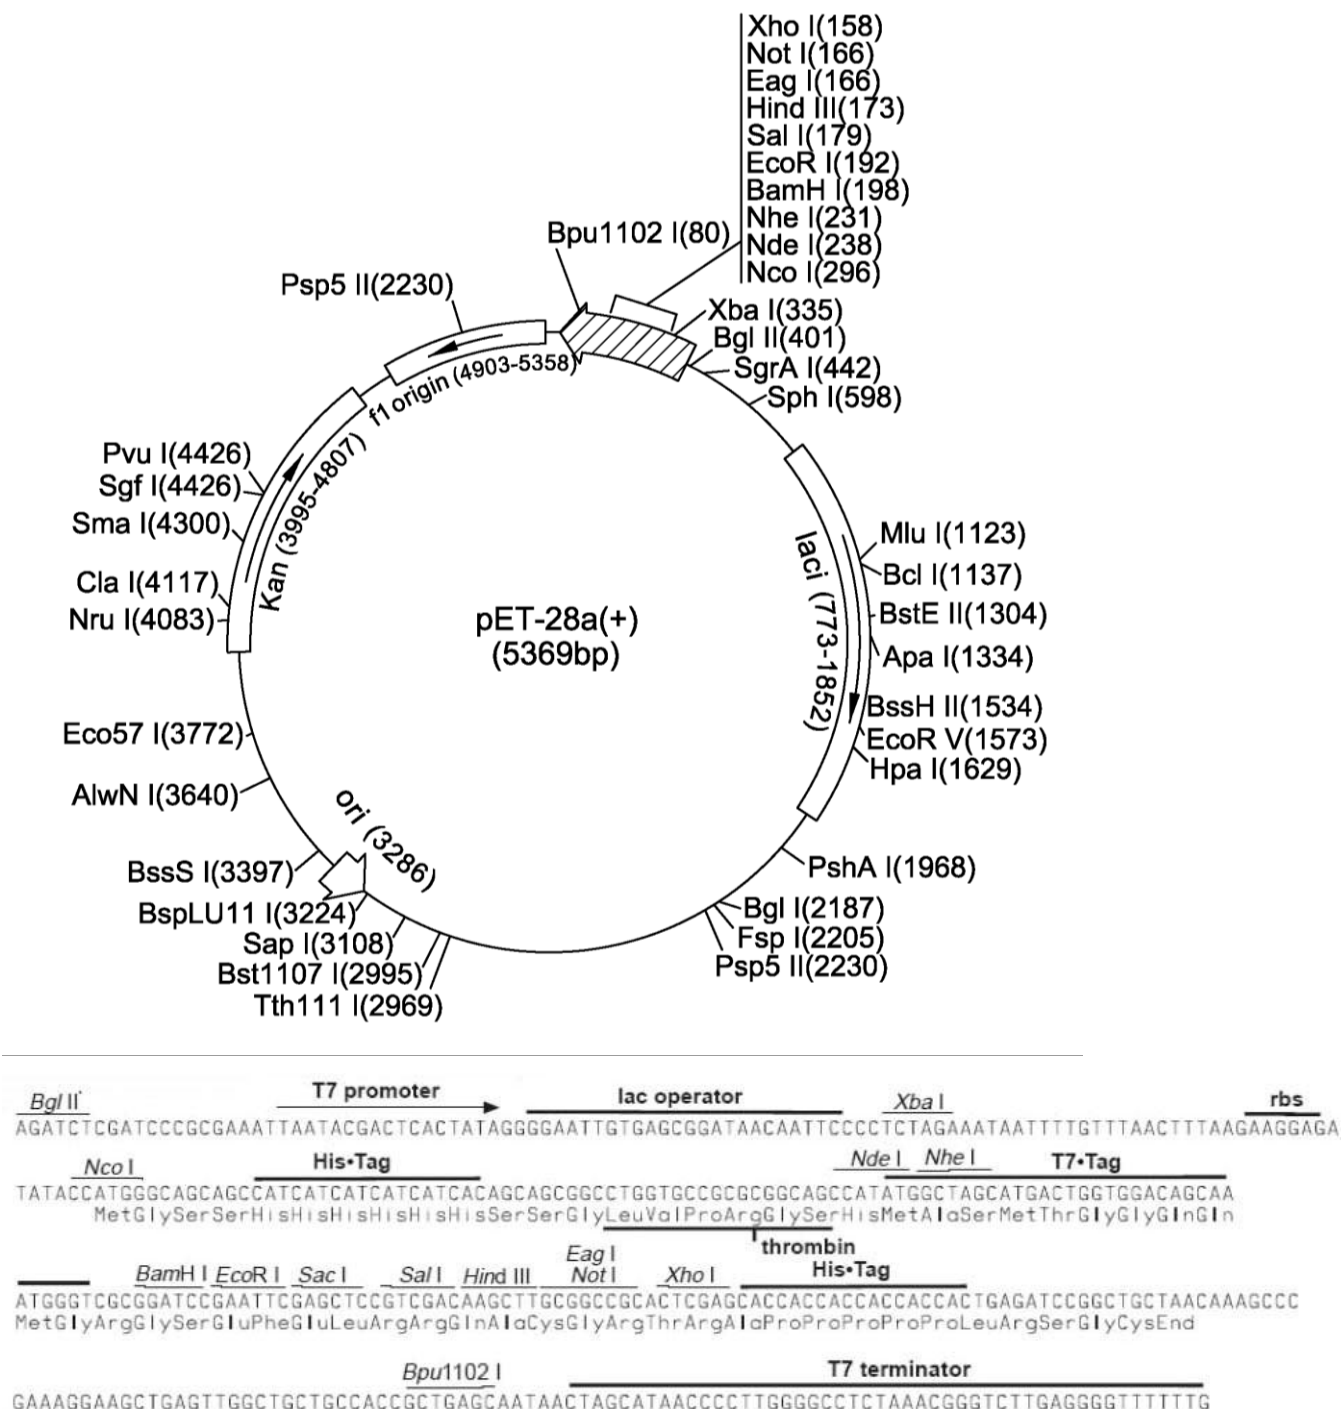 Xho I(158)
Not I(166)
Eag I(166)
Hind III(173)
Sal I(179)
EcoR I(192)
BamH I(198)
Nhe I(231)
Nde I(238)
Nco I(296)
Bpu1102 I(80)
Psp5 II(2230)
Xba I(335)
Bgl II(401)
SgrA I(442)
Sph I(598)
f1 origin (4903-5358)
Pvu I(4426)
Sgf I(4426)
Sma I(4300)
Cla I(4117)
Nru I(4083)
Kan (3995-4807)
laci (773-1852)
Mlu I(1123)
Bcl I(1137)
BstE II(1304)
Apa I(1334)
BssH II(1534)
EcoR V(1573)
Hpa I(1629)
pET-28a(+)
(5369bp)
Eco57 I(3772)
AlwN I(3640)
ori (3286)
BssS I(3397)
BspLU11 I(3224)
Sap I(3108)
Bst1107 I(2995)
Tth111 I(2969)
PshA I(1968)
Bgl I(2187)
Fsp I(2205)
Psp5 II(2230)
Bgl II T7 promoter lac operator Xba I rbs
AGATCTCGATCCCGCGAAATTAATACGACTCACTATAGGGGAATTGTGAGCGGATAACAATTCCCCTCTAGAAATAATTTTGTTTAACTTTAAGAAGGAGA
Nco I His•Tag Nde I Nhe I T7•Tag
TATACCATGGGCAGCAGCCATCATCATCATCATCACAGCAGCGGCCTGGTGCCGCGCGGCAGCCATATGGCTAGCATGACTGGTGGACAGCAA
MetGlySerSerHisHisHisHisHisHisSerSerGlyLeuValProArgGlySerHisMetAlaSerMetThrGlyGlyGlnGln
thrombin
BamH I EcoR I Sac I Sal I Hind III Eag I Not I Xho I His•Tag
ATGGGTCGCGGATCCGAATTCGAGCTCCGTCGACAAGCTTGCGGCCGCACTCGAGCACCACCACCACCACCACTGAGATCCGGCTGCTAACAAAGCCC
MetGlyArgGlySerGluPheGluLeuArgArgGlnAlaCysGlyArgThrArgAlaProProProProProLeuArgSerGlyCysEnd
Bpu1102 I T7 terminator
GAAAGGAAGCTGAGTTGGCTGCTGCCACCGCTGAGCAATAACTAGCATAACCCCTTGGGGCCTCTAAACGGGTCTTGAGGGGTTTTTTG